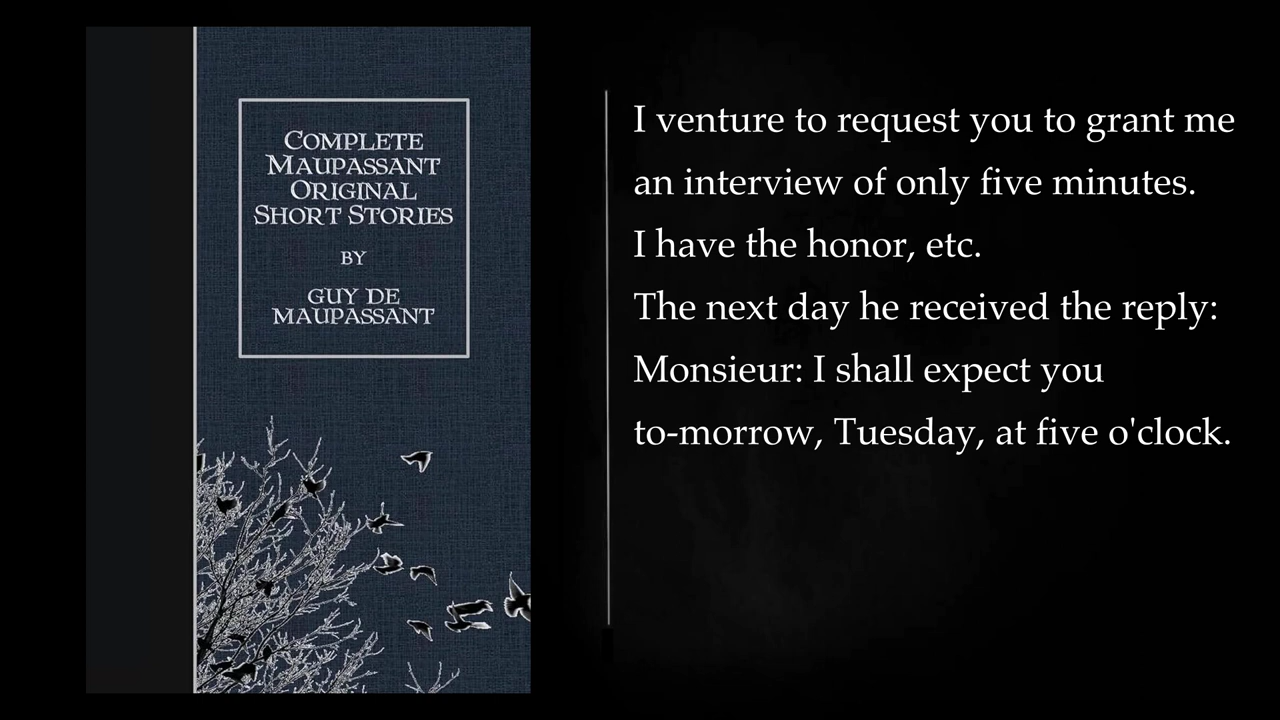 COMPLETE
MAUPASSANT
ORIGINAL
SHORT STORIES
BY
GUY DE
MAUPASSANT
I venture to request you to grant me
an interview of only five minutes.
I have the honor, etc.
The next day he received the reply:
Monsieur: I shall expect you
to-morrow, Tuesday, at five o'clock.